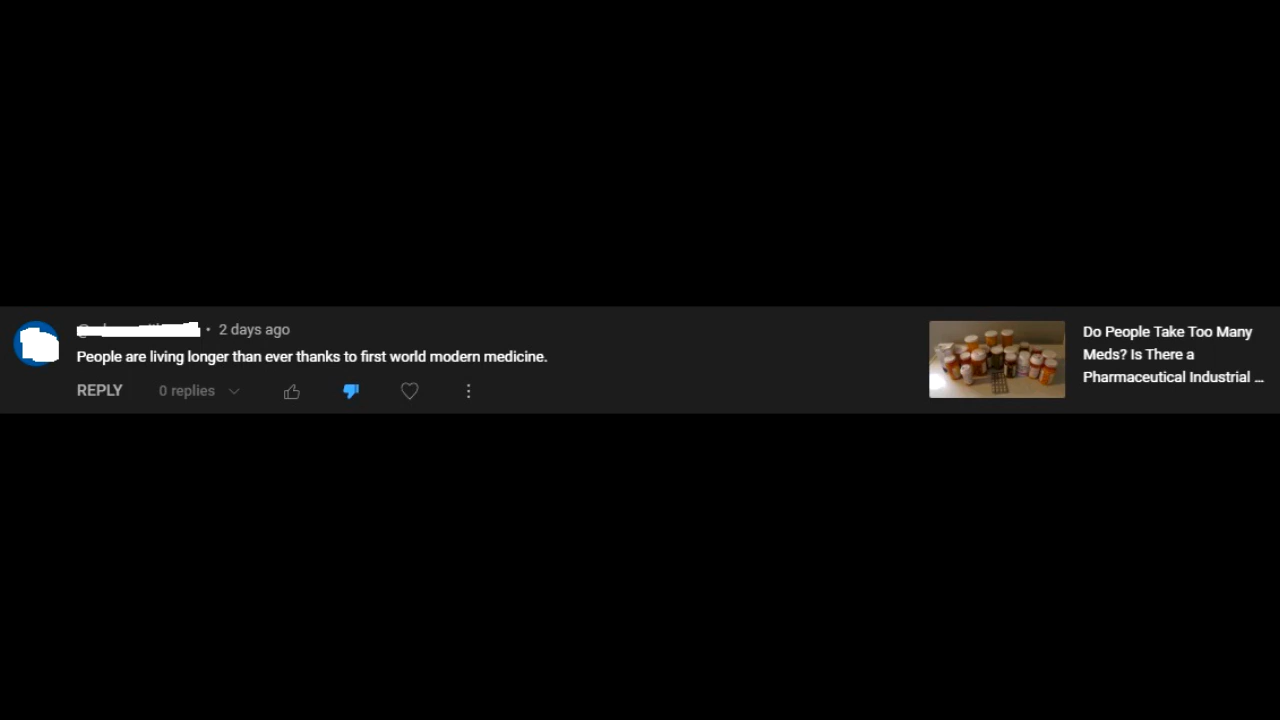 • 2 days ago
People are living longer than ever thanks to first world modern medicine.
REPLY 0 replies
Do People Take Too Many
Meds? Is There a
Pharmaceutical Industrial ...